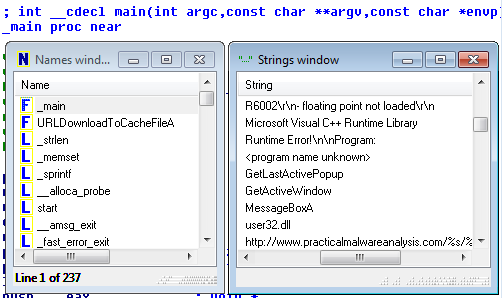 ; int __cdecl main(int argc,const char **argv,const char *envp)
_main proc near
Names wind...
Strings window
Name
_main
URLDownloadToCacheFileA
_strlen
_memset
_sprintf
__alloca_probe
start
__amsg_exit
_fast_error_exit
Line 1 of 237
String
R6002\r\n- floating point not loaded\r\n
Microsoft Visual C++ Runtime Library
Runtime Error!\n\nProgram:
<program name unknown>
GetLastActivePopup
GetActiveWindow
MessageBoxA
user32.dll
http://www.practicalmalwareanalysis.com/%s/%